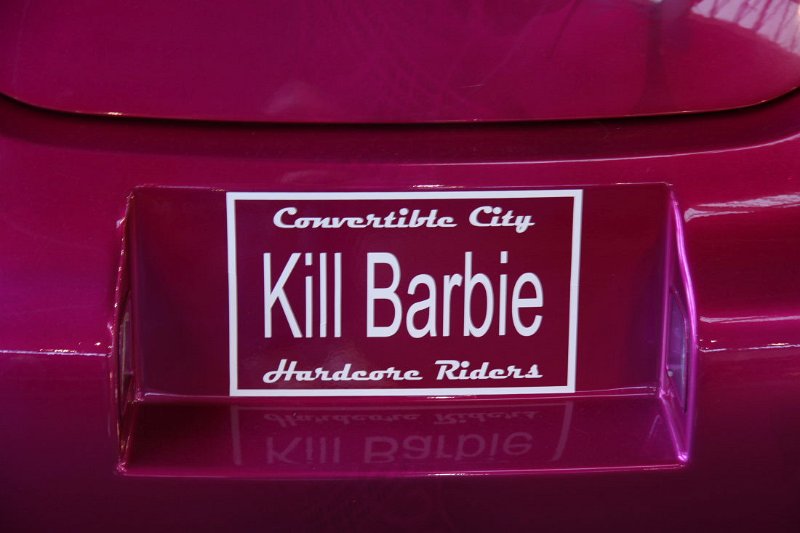 Convertible City
Kill Barbie
Hardcore Riders